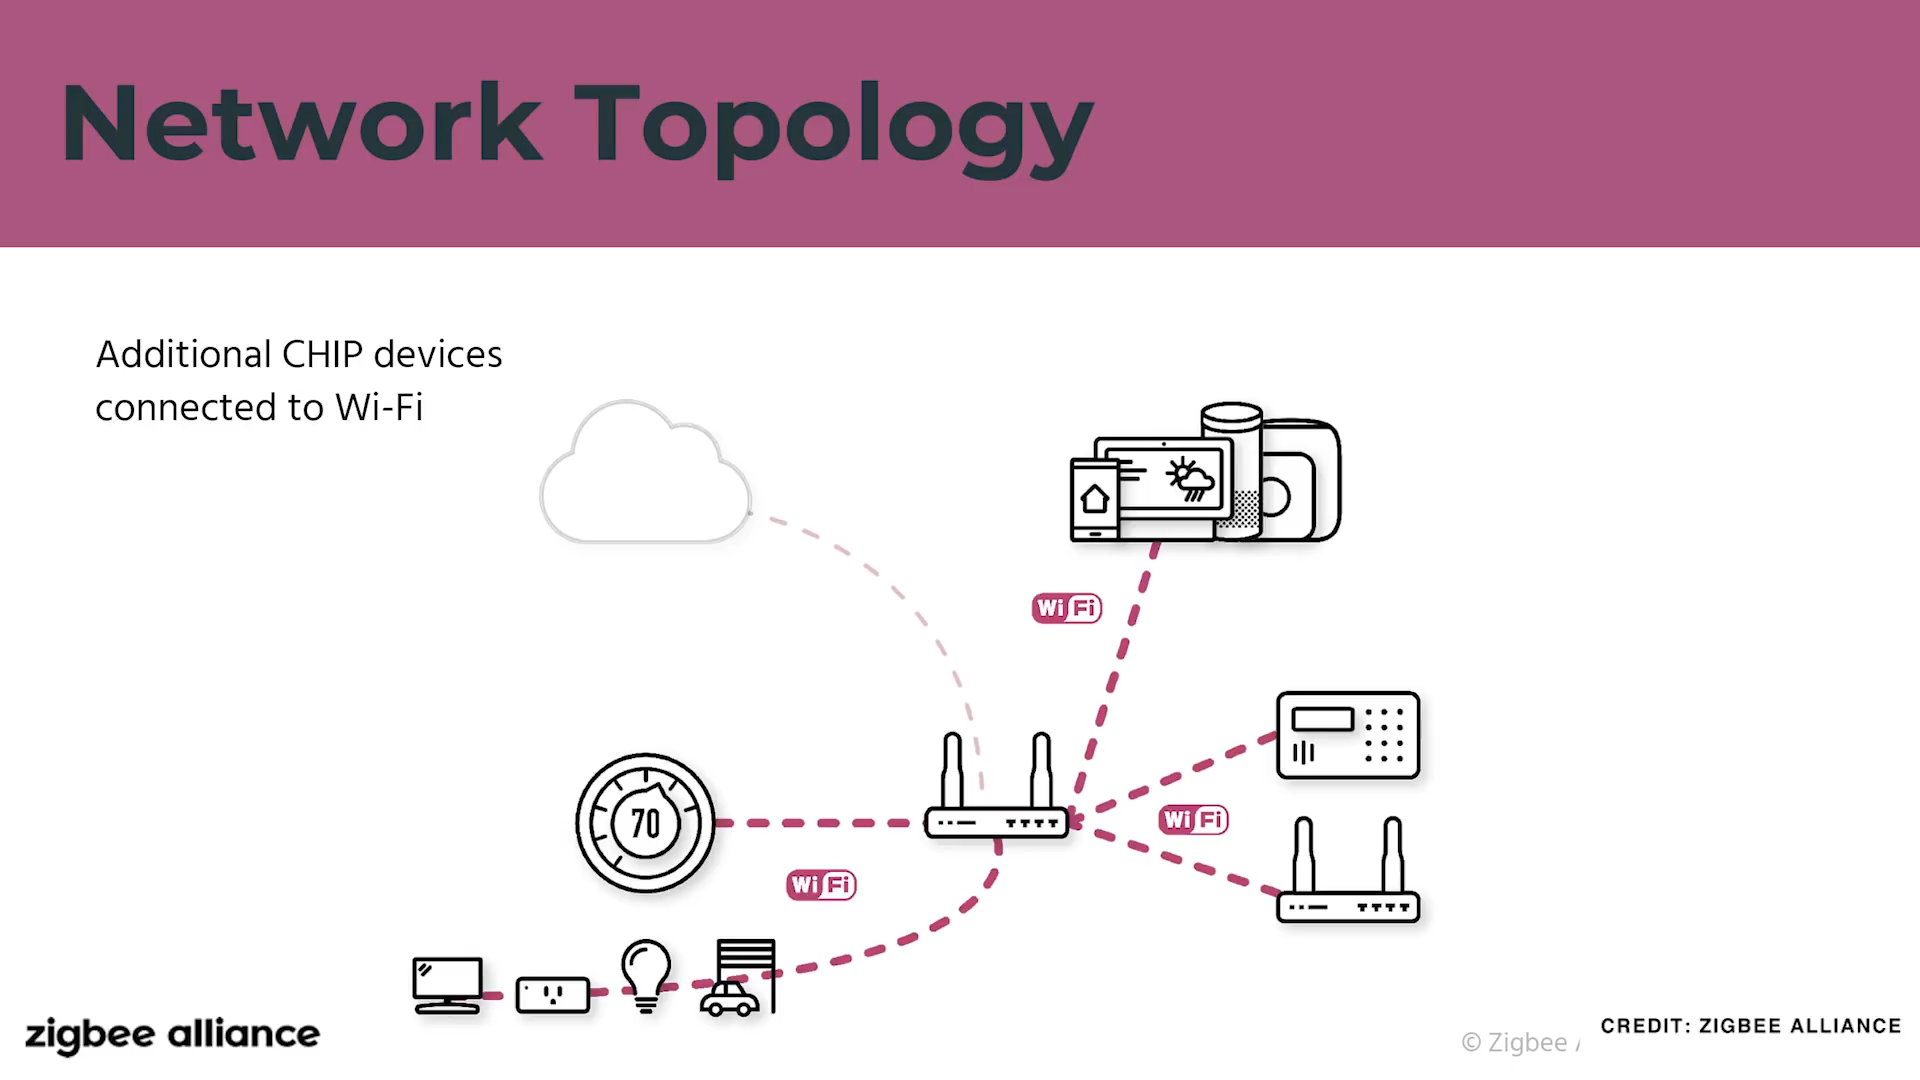 Network Topology
Additional CHIP devices
connected to Wi-Fi
Wi Fi
Wi Fi
70
Wi Fi
zigbee alliance
© Zigbee
CREDIT: ZIGBEE ALLIANCE